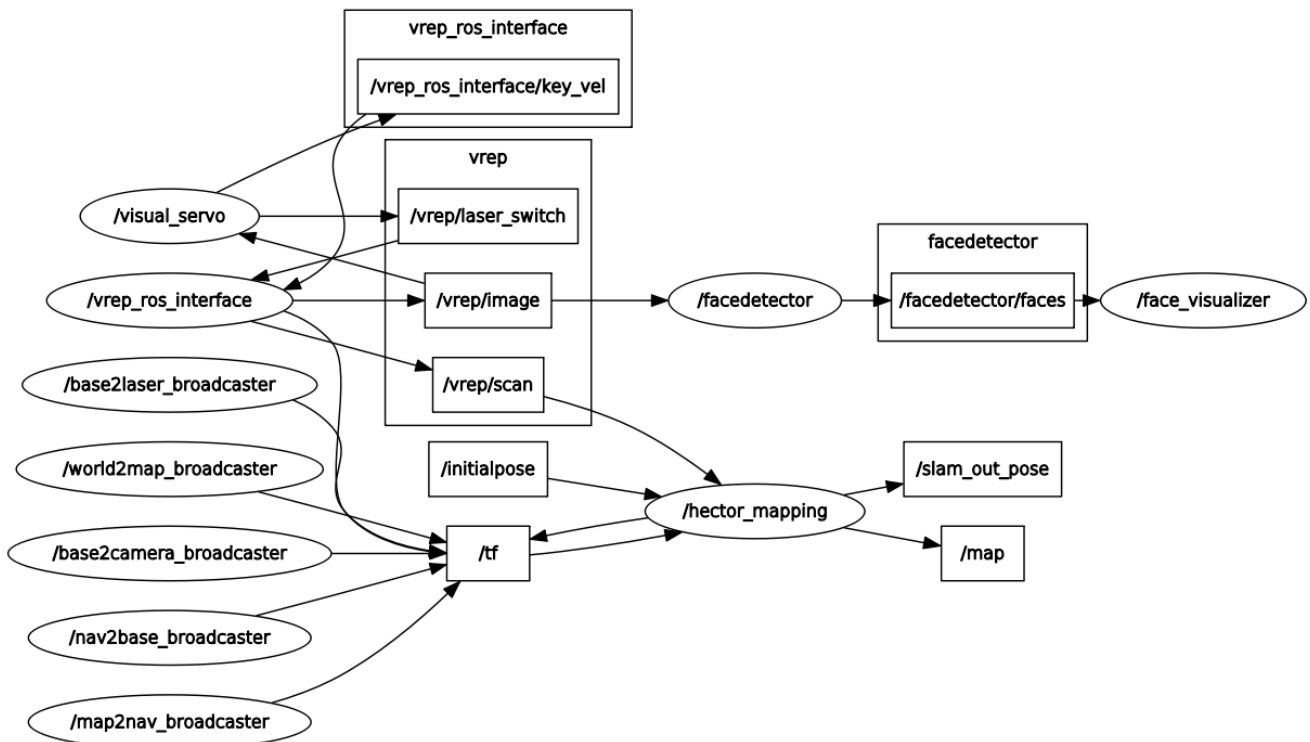 vrep_ros_interface
/vrep_ros_interface/key_vel
vrep
/visual_servo
/vrep/laser_switch
facedetector
/vrep_ros_interface
/vrep/image
/facedetector
/facedetector/faces
/face_visualizer
/base2laser_broadcaster
/vrep/scan
/world2map_broadcaster
/initialpose
/slam_out_pose
/hector_mapping
/base2camera_broadcaster
/tf
/map
/nav2base_broadcaster
/map2nav_broadcaster